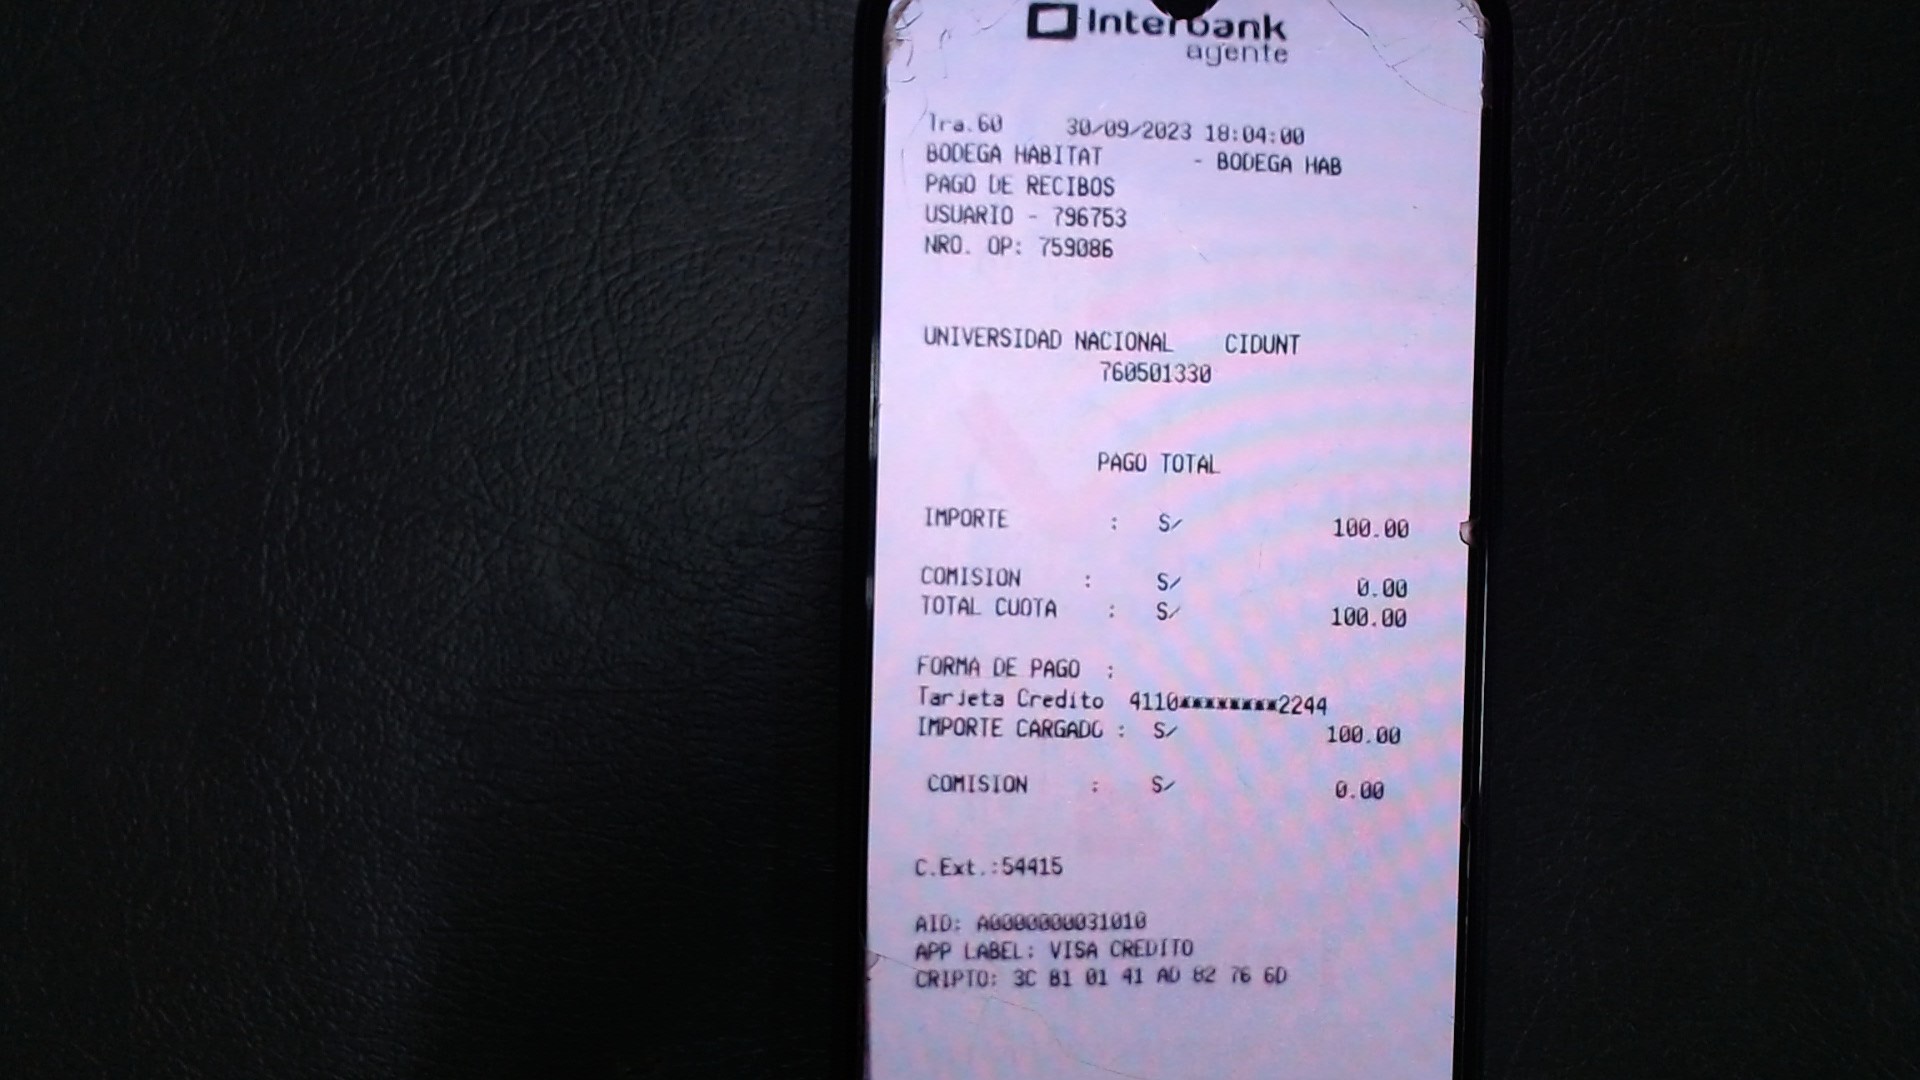 Interbank
agente
Tra.60 30/09/2023 18:04:00
BODEGA HABITAT - BODEGA HAB
PAGO DE RECIBOS
USUARIO - 796753
NRO. OP: 759086
UNIVERSIDAD NACIONAL CIDUNT
760501330
PAGO TOTAL
IMPORTE : S/ 100.00
COMISION : S/ 0.00
TOTAL CUOTA : S/ 100.00
FORMA DE PAGO :
Tarjeta Credito 4110********2244
IMPORTE CARGADO : S/ 100.00
COMISION : S/ 0.00
C.Ext.:54415
AID: A0000000031010
APP LABEL: VISA CREDITO
CRIPTO: 3C B1 01 41 AD 82 76 6D